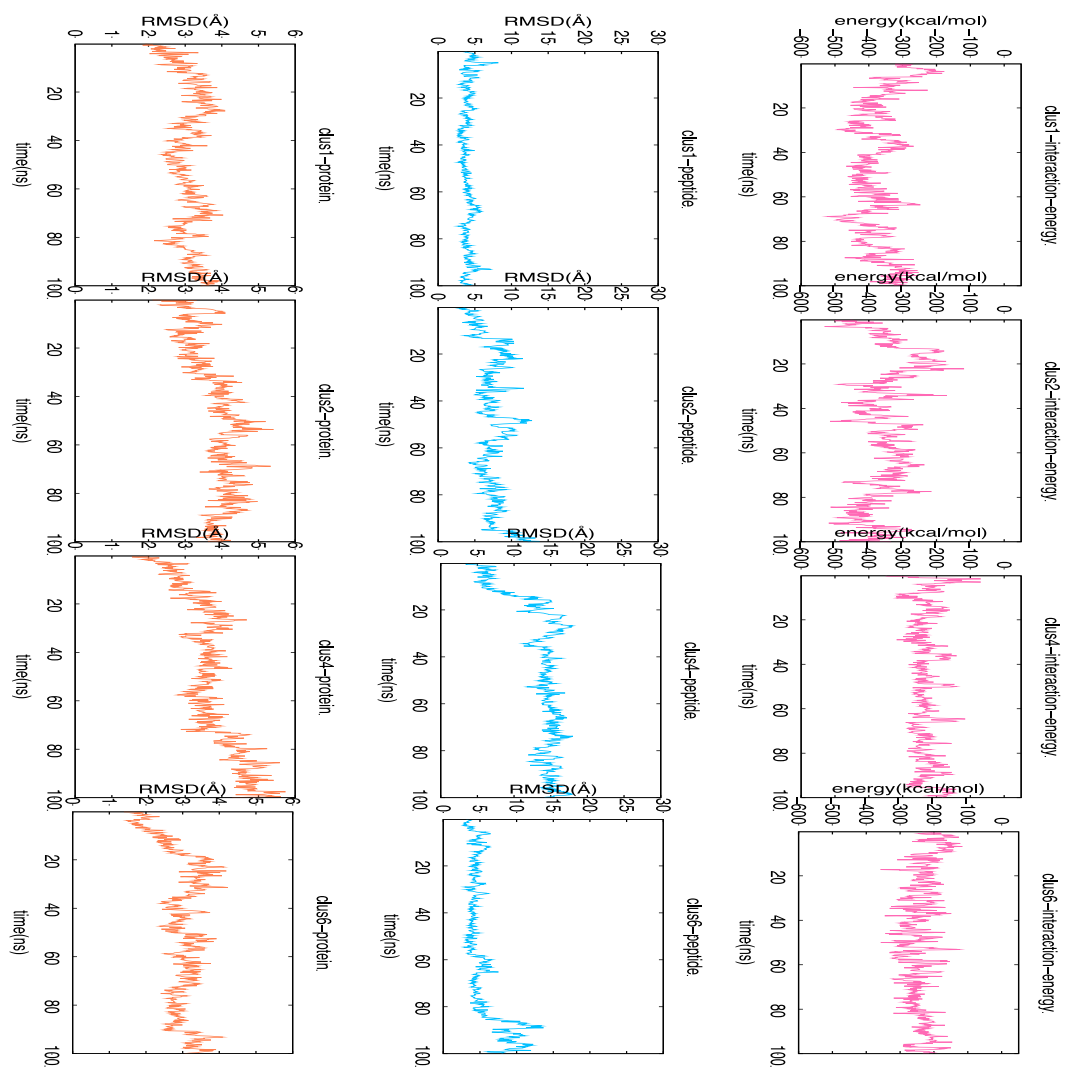 clus1-interaction-energy.
energy(kcal/mol)
0
-100
-200
-300
-400
-500
-600
20 40 60 80 100
time(ns)
clus2-interaction-energy.
energy(kcal/mol)
0
-100
-200
-300
-400
-500
-600
20 40 60 80 100
time(ns)
clus4-interaction-energy.
energy(kcal/mol)
0
-100
-200
-300
-400
-500
-600
20 40 60 80 100
time(ns)
clus6-interaction-energy.
energy(kcal/mol)
0
-100
-200
-300
-400
-500
-600
20 40 60 80 100
time(ns)
clus1-peptide.
RMSD(Å)
30
25
20
15
10
5
0
20 40 60 80 100
time(ns)
clus2-peptide.
RMSD(Å)
30
25
20
15
10
5
0
20 40 60 80 100
time(ns)
clus4-peptide.
RMSD(Å)
30
25
20
15
10
5
0
20 40 60 80 100
time(ns)
clus6-peptide.
RMSD(Å)
30
25
20
15
10
5
0
20 40 60 80 100
time(ns)
clus1-protein.
RMSD(Å)
6
5
4
3
2
1
0
20 40 60 80 100
time(ns)
clus2-protein.
RMSD(Å)
6
5
4
3
2
1
0
20 40 60 80 100
time(ns)
clus4-protein.
RMSD(Å)
6
5
4
3
2
1
0
20 40 60 80 100
time(ns)
clus6-protein.
RMSD(Å)
6
5
4
3
2
1
0
20 40 60 80 100
time(ns)